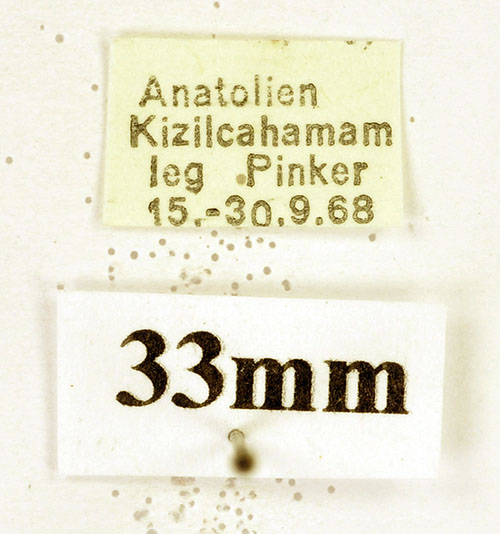 Anatolien
Kizilcahamam
leg Pinker
15.-30.9.68
33mm